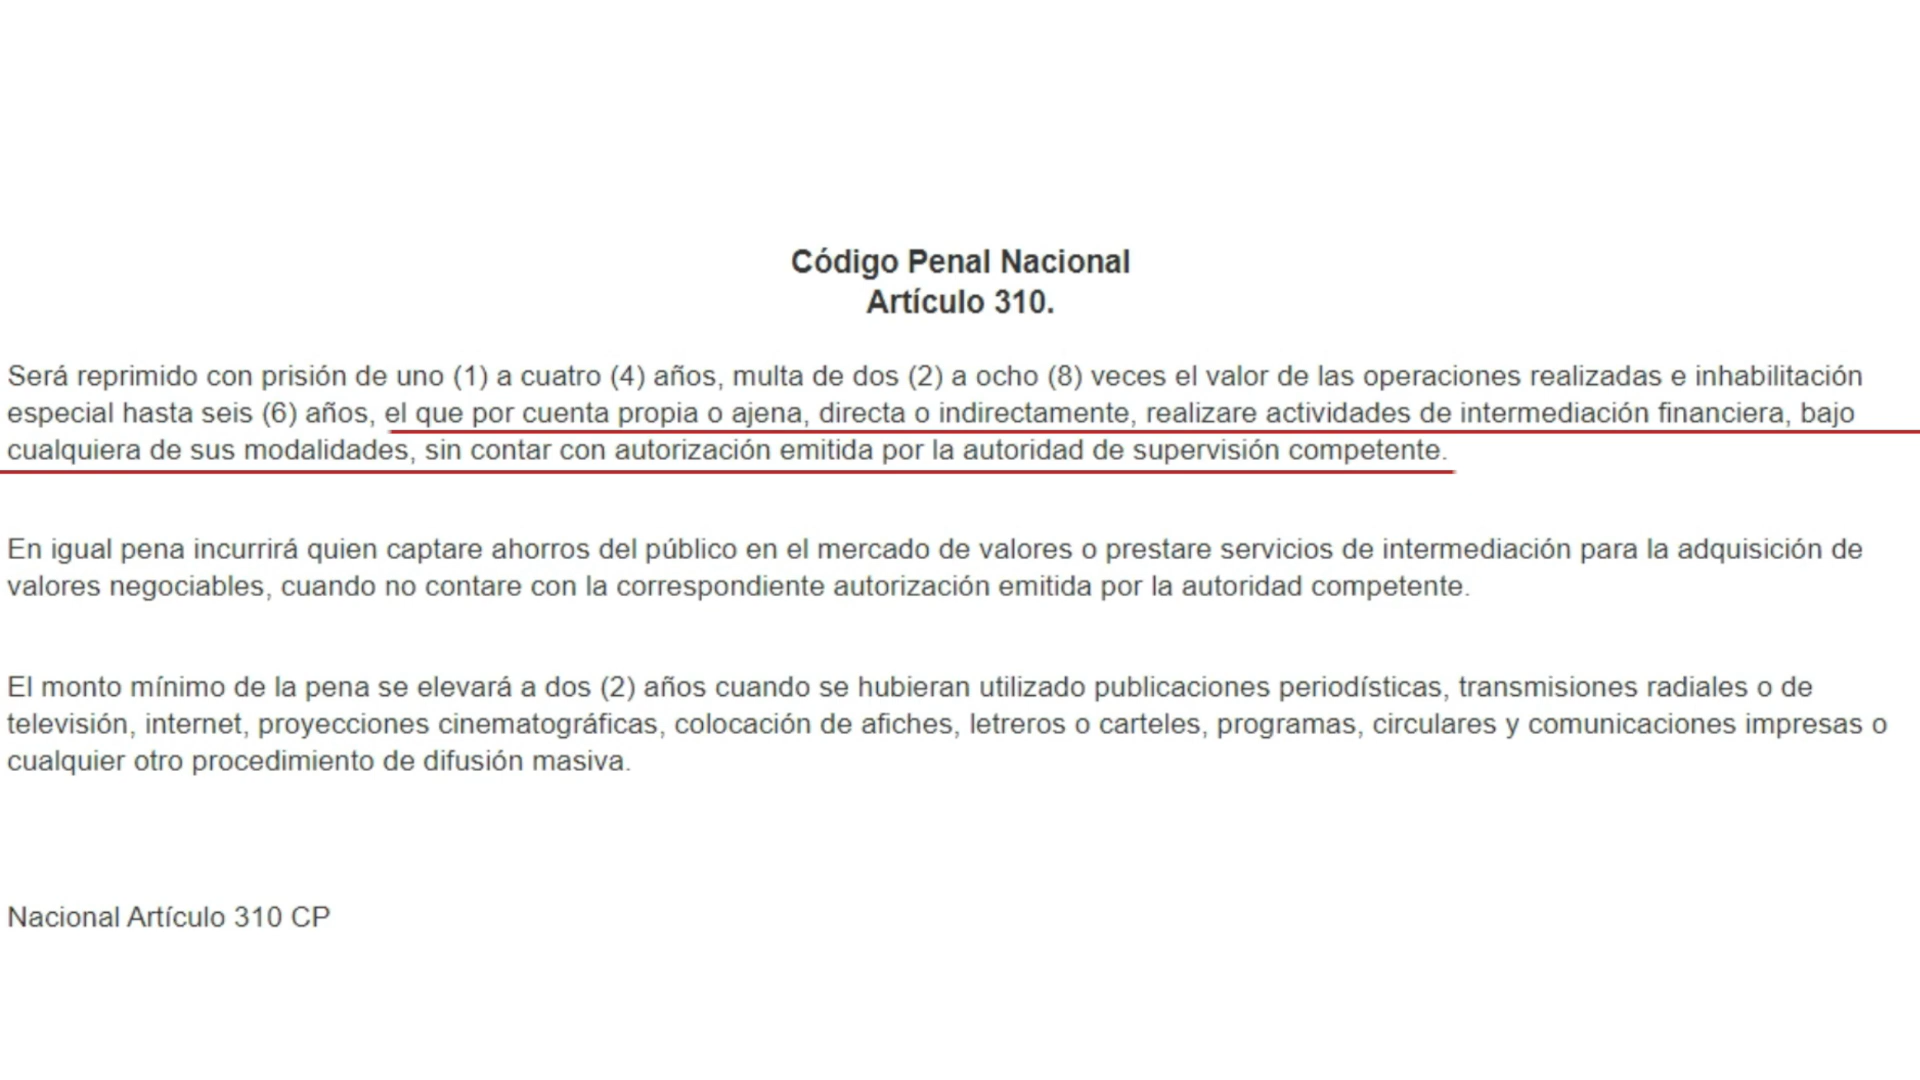 Código Penal Nacional
Artículo 310.
Será reprimido con prisión de uno (1) a cuatro (4) años, multa de dos (2) a ocho (8) veces el valor de las operaciones realizadas e inhabilitación
especial hasta seis (6) años, el que por cuenta propia o ajena, directa o indirectamente, realizare actividades de intermediación financiera, bajo
cualquiera de sus modalidades, sin contar con autorización emitida por la autoridad de supervisión competente.
En igual pena incurrirá quien captare ahorros del público en el mercado de valores o prestare servicios de intermediación para la adquisición de
valores negociables, cuando no contare con la correspondiente autorización emitida por la autoridad competente.
El monto mínimo de la pena se elevará a dos (2) años cuando se hubieran utilizado publicaciones periodísticas, transmisiones radiales o de
televisión, internet, proyecciones cinematográficas, colocación de afiches, letreros o carteles, programas, circulares y comunicaciones impresas o
cualquier otro procedimiento de difusión masiva.
Nacional Artículo 310 CP